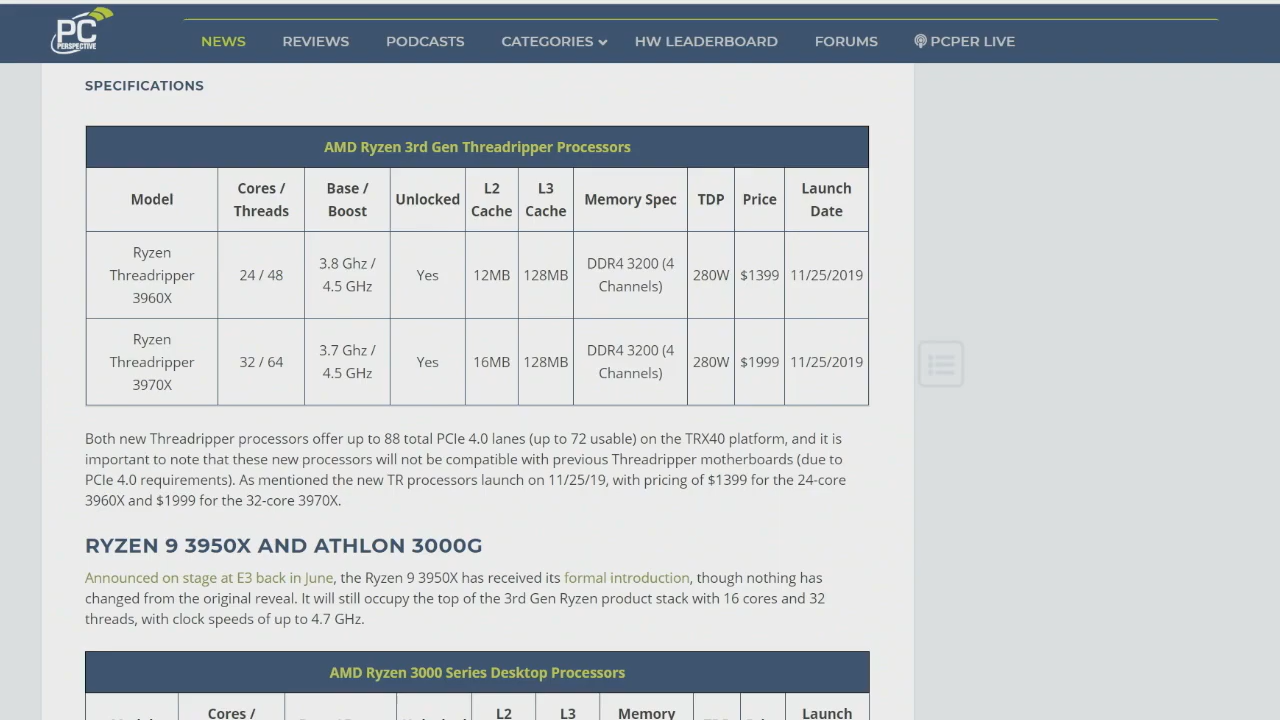 PC
PERSPECTIVE
NEWS REVIEWS PODCASTS CATEGORIES HW LEADERBOARD FORUMS PCPER LIVE
SPECIFICATIONS
AMD Ryzen 3rd Gen Threadripper Processors
Model Cores / Threads Base / Boost Unlocked L2 Cache L3 Cache Memory Spec TDP Price Launch Date
Ryzen Threadripper 3960X 24 / 48 3.8 Ghz / 4.5 GHz Yes 12MB 128MB DDR4 3200 (4 Channels) 280W $1399 11/25/2019
Ryzen Threadripper 3970X 32 / 64 3.7 Ghz / 4.5 GHz Yes 16MB 128MB DDR4 3200 (4 Channels) 280W $1999 11/25/2019
Both new Threadripper processors offer up to 88 total PCIe 4.0 lanes (up to 72 usable) on the TRX40 platform, and it is
important to note that these new processors will not be compatible with previous Threadripper motherboards (due to
PCIe 4.0 requirements). As mentioned the new TR processors launch on 11/25/19, with pricing of $1399 for the 24-core
3960X and $1999 for the 32-core 3970X.
RYZEN 9 3950X AND ATHLON 3000G
Announced on stage at E3 back in June, the Ryzen 9 3950X has received its formal introduction, though nothing has
changed from the original reveal. It will still occupy the top of the 3rd Gen Ryzen product stack with 16 cores and 32
threads, with clock speeds of up to 4.7 GHz.
AMD Ryzen 3000 Series Desktop Processors
Cores / L2 L3 Memory Launch